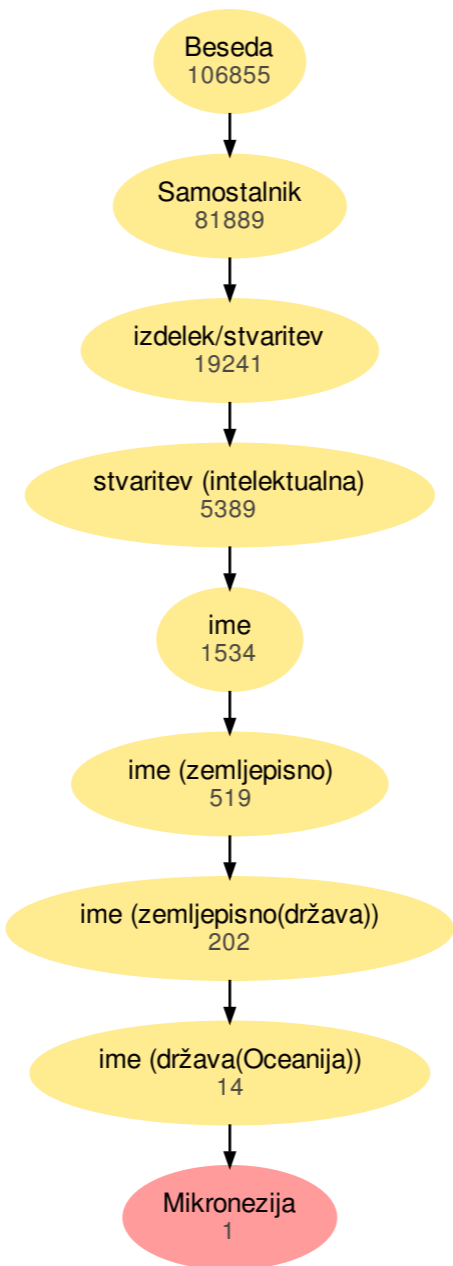 Beseda
106855
Samostalnik
81889
izdelek/stvaritev
19241
stvaritev (intelektualna)
5389
ime
1534
ime (zemljepisno)
519
ime (zemljepisno(država))
202
ime (država(Oceanija))
14
Mikronezija
1